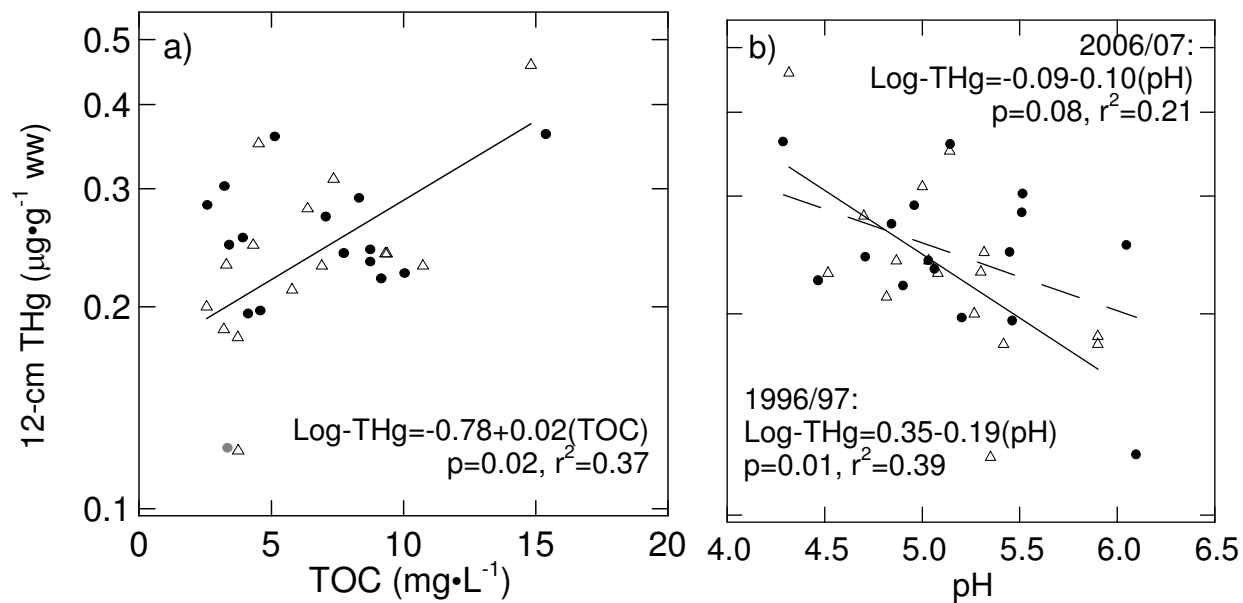 12-cm THg (µg•g⁻¹ ww)
0.5
0.4
0.3
0.2
0.1
a)
Log-THg=-0.78+0.02(TOC)
p=0.02, r²=0.37
0 5 10 15 20
TOC (mg•L⁻¹)
b)
2006/07:
Log-THg=-0.09-0.10(pH)
p=0.08, r²=0.21
1996/97:
Log-THg=0.35-0.19(pH)
p=0.01, r²=0.39
4.0 4.5 5.0 5.5 6.0 6.5
pH